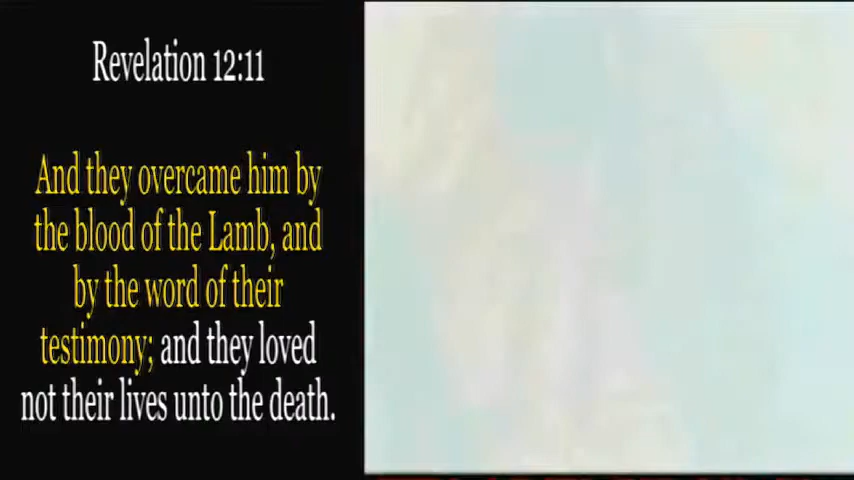 Revelation 12:11
And they overcame him by
the blood of the Lamb, and
by the word of their
testimony; and they loved
not their lives unto the death.